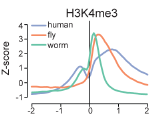 H3K4me3
human
fly
worm
Z-score
4
3
2
1
0
-1
-2 -1 0 1 2